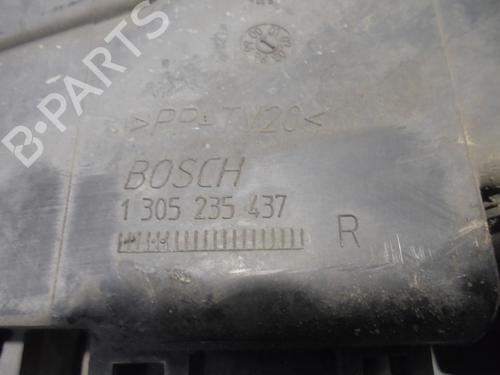 >PP-TV20<
BOSCH
1 305 235 437
R
B-PARTS